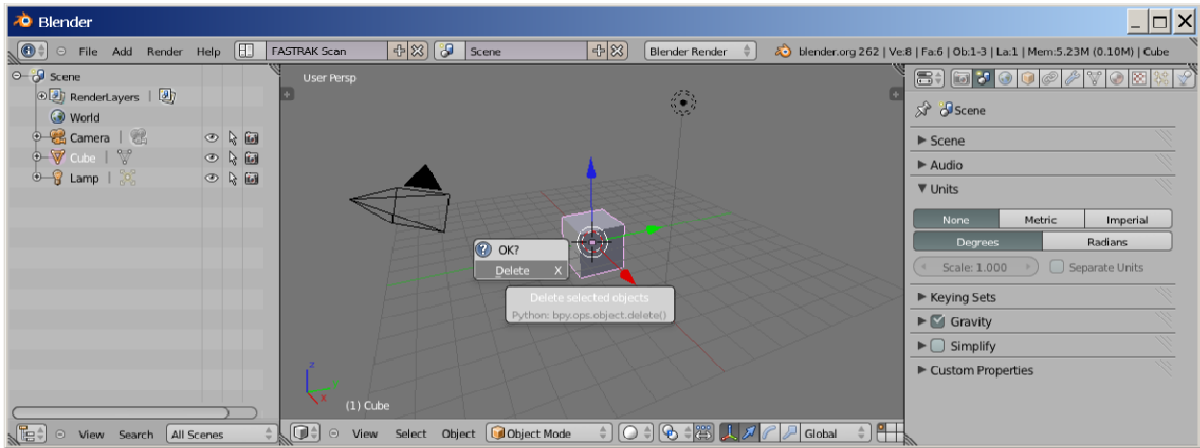 Blender
File Add Render Help FASTRAK Scan Scene Blender Render blender.org 262 | Ve:8 | Fa:6 | Ob:1-3 | La:1 | Mem:5.23M (0.10M) | Cube
Scene
RenderLayers
World
Camera
Cube
Lamp
View Search All Scenes
User Persp
OK?
Delete X
Delete selected objects
Python: bpy.ops.object.delete()
z
y
x
(1) Cube
View Select Object Object Mode Global
Scene
Scene
Audio
Units
None Metric Imperial
Degrees Radians
Scale: 1.000 Separate Units
Keying Sets
Gravity
Simplify
Custom Properties